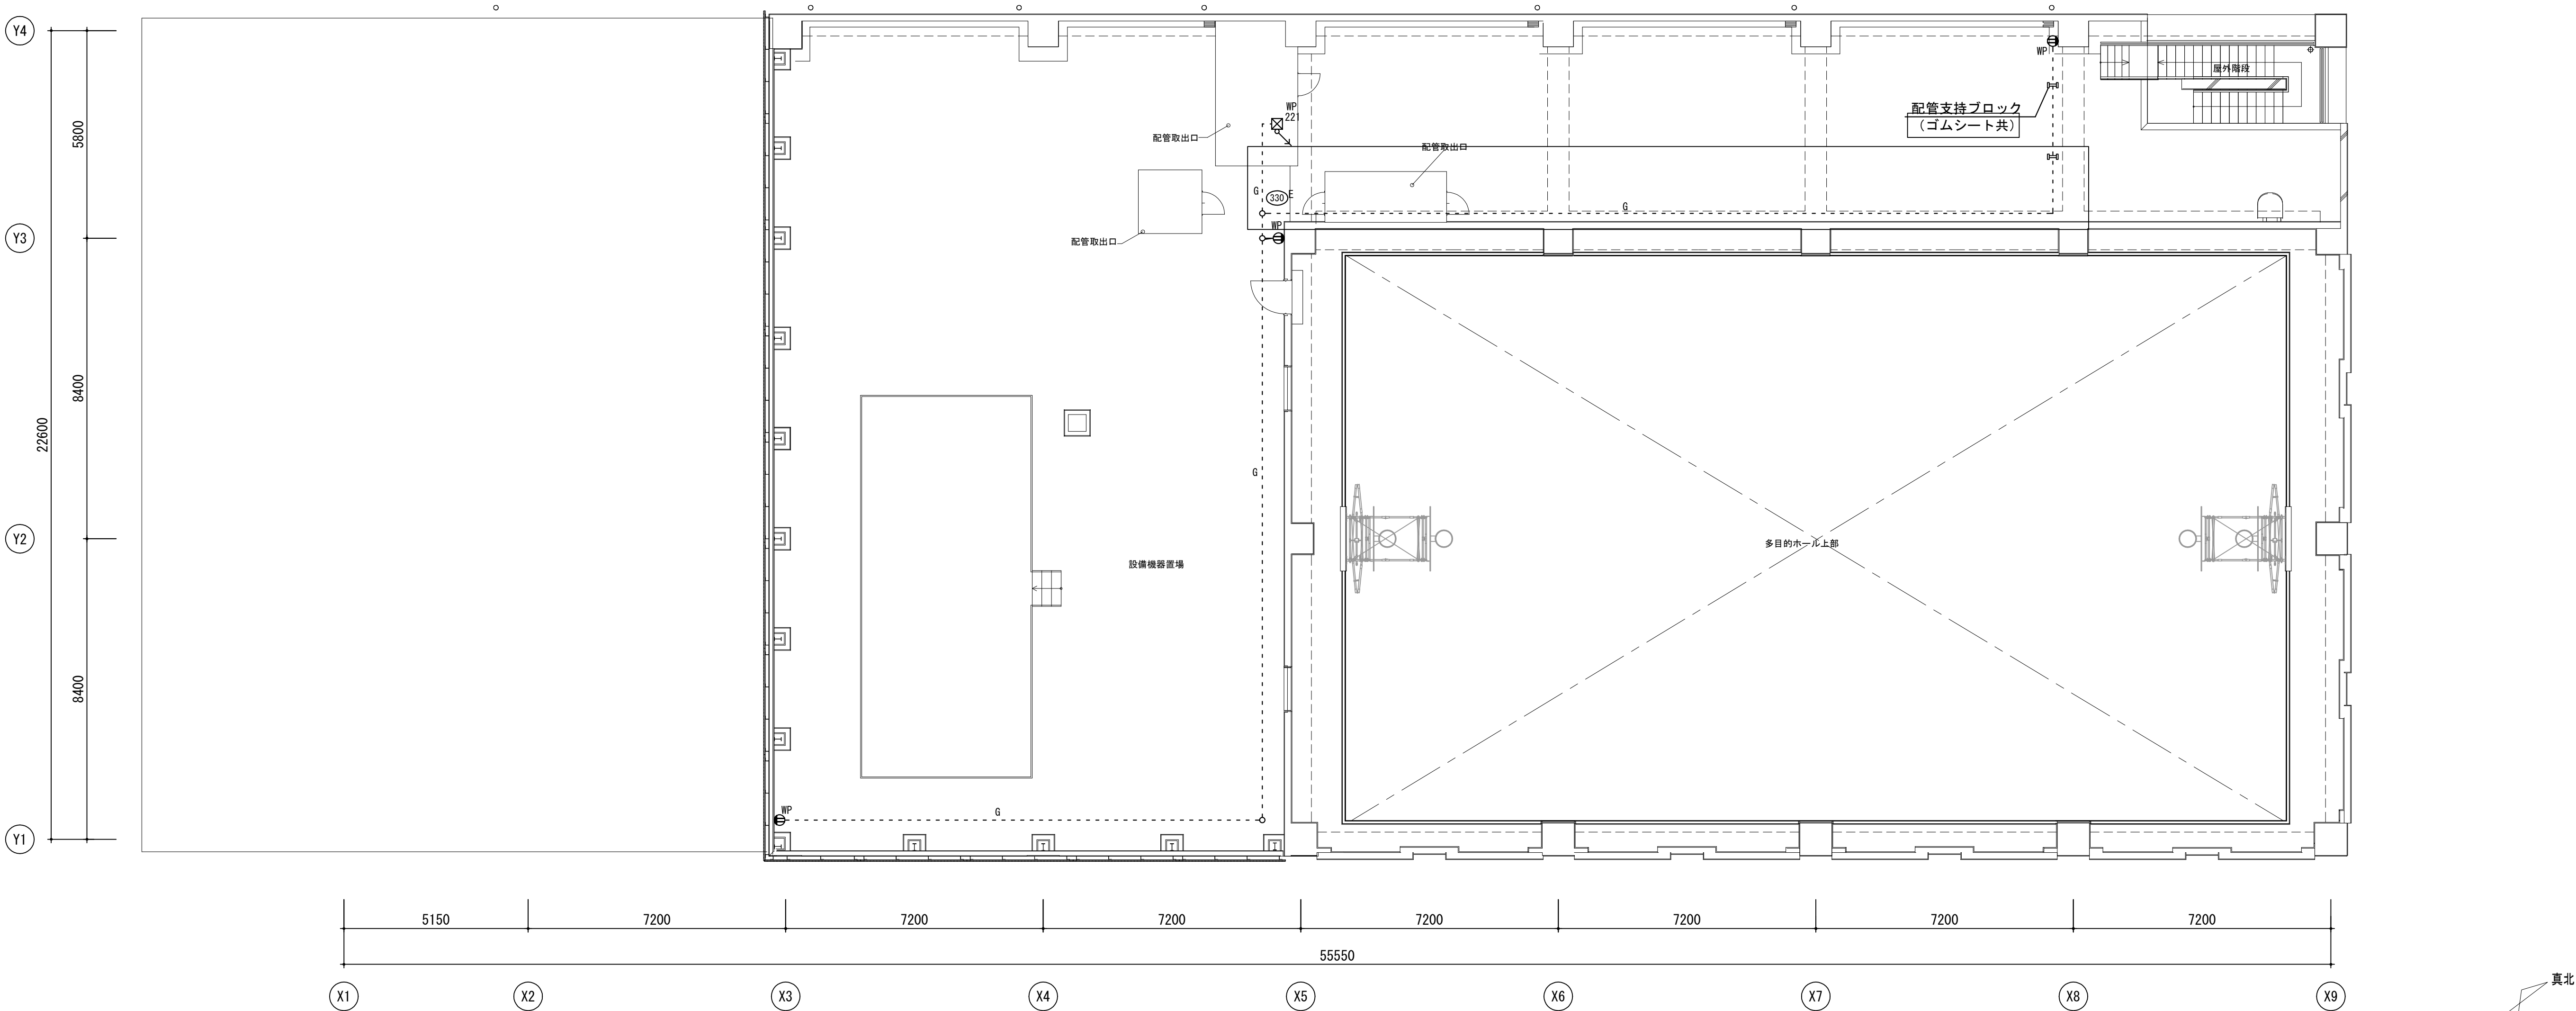 Y4
5800
屋外階段
WP
配管支持ブロック
(ゴムシート共)
WP
221
配管取出口
配管取出口
330
E
G
G
Y3
WP
配管取出口
8400
22600
G
Y2
設備機器置場
多目的ホール上部
8400
WP
G
Y1
5150
7200
7200
7200
7200
7200
7200
7200
55550
X1
X2
X3
X4
X5
X6
X7
X8
X9
真北